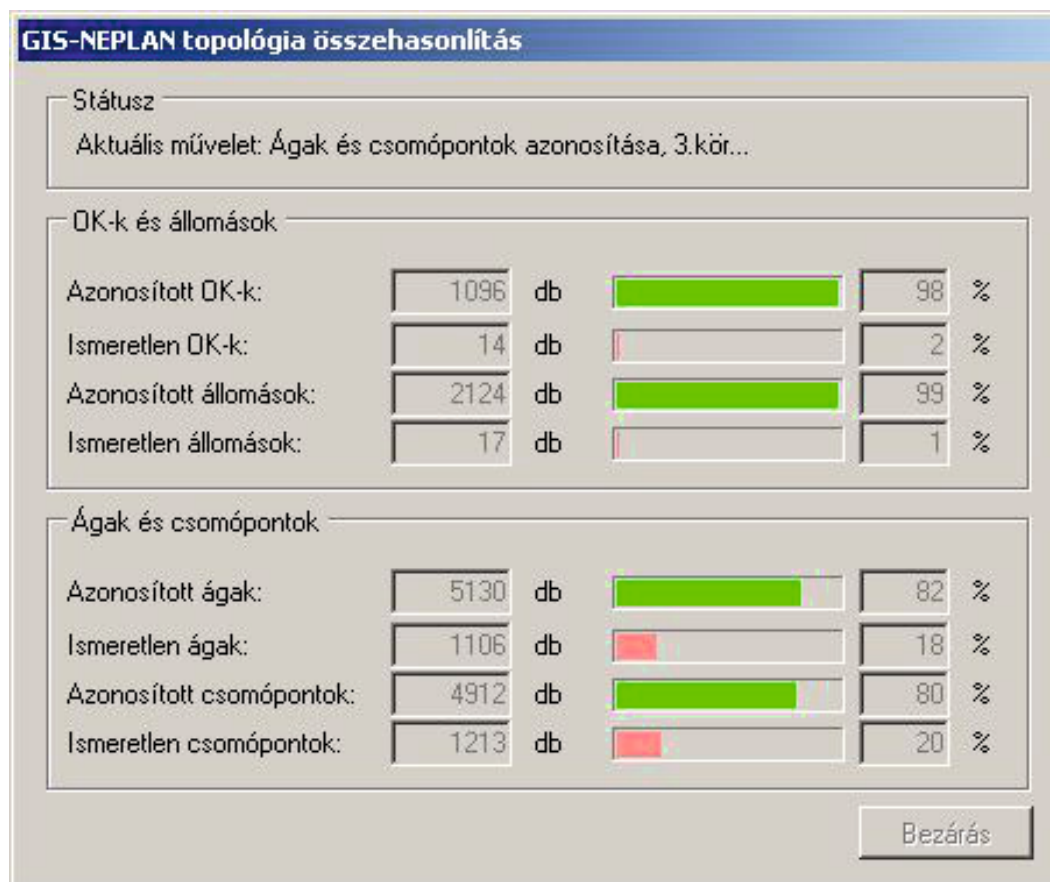 GIS-NEPLAN topológia összehasonlítás
Státusz
Aktuális művelet: Ágak és csomópontok azonosítása, 3.kör...
OK-k és állomások
Azonosított OK-k: 1096 db 98 %
Ismeretlen OK-k: 14 db 2 %
Azonosított állomások: 2124 db 99 %
Ismeretlen állomások: 17 db 1 %
Ágak és csomópontok
Azonosított ágak: 5130 db 82 %
Ismeretlen ágak: 1106 db 18 %
Azonosított csomópontok: 4912 db 80 %
Ismeretlen csomópontok: 1213 db 20 %
Bezárás